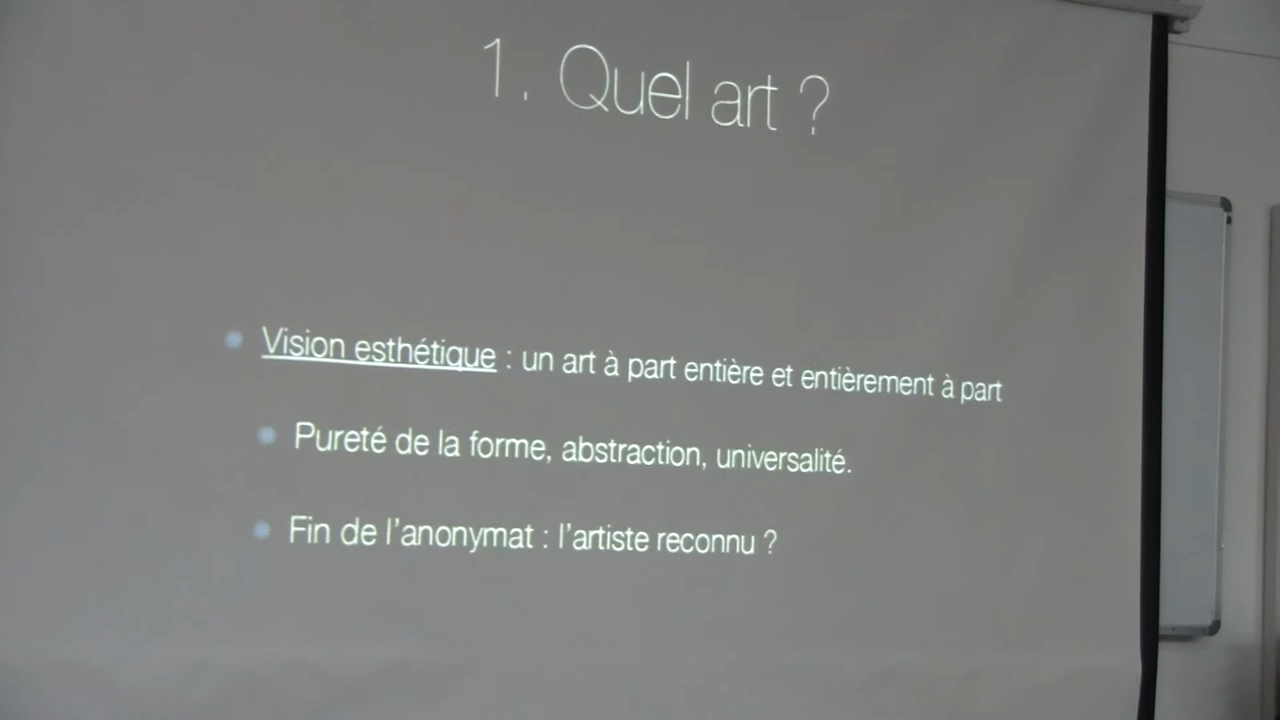 1. Quel art ?
Vision esthétique : un art à part entière et entièrement à part
Pureté de la forme, abstraction, universalité.
Fin de l'anonymat : l'artiste reconnu ?